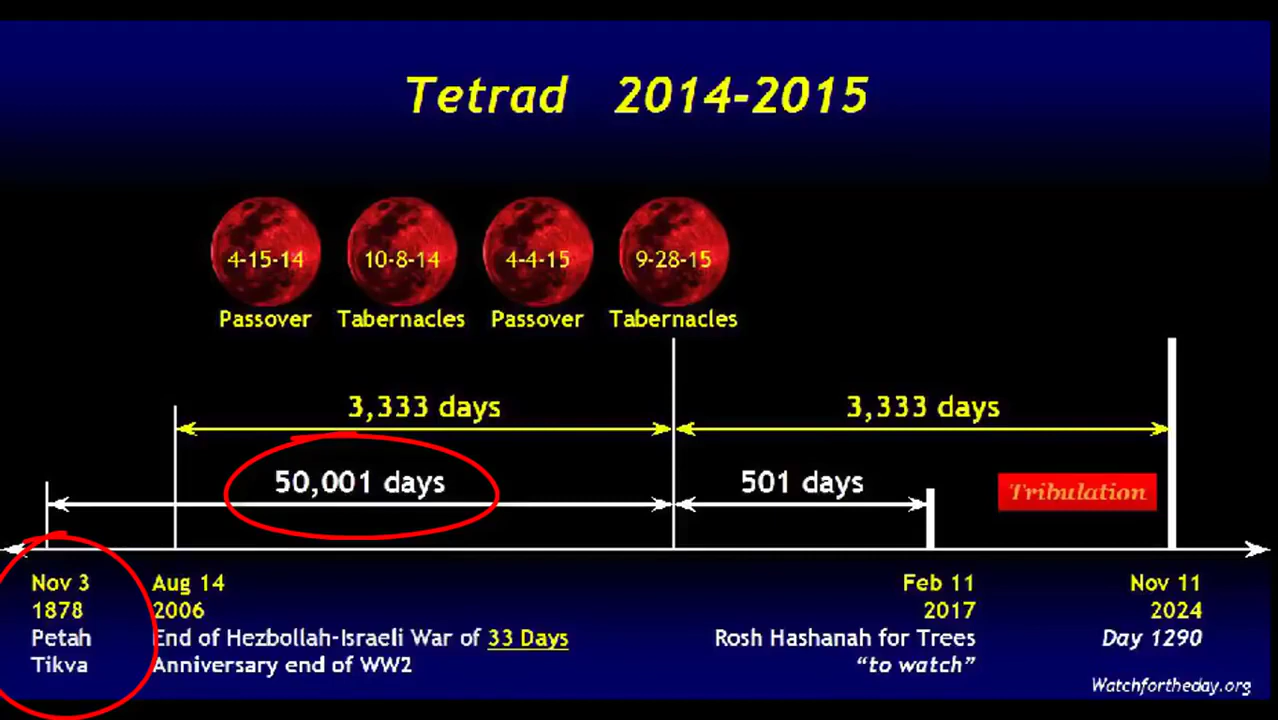 Tetrad 2014-2015
4-15-14 10-8-14 4-4-15 9-28-15
Passover Tabernacles Passover Tabernacles
3,333 days 3,333 days
50,001 days 501 days
Tribulation
Nov 3 Aug 14 Feb 11 Nov 11
1878 2006 2017 2024
Petah End of Hezbollah-Israeli War of 33 Days Rosh Hashanah for Trees Day 1290
Tikva Anniversary end of WW2 "to watch"
Watchfortheday.org